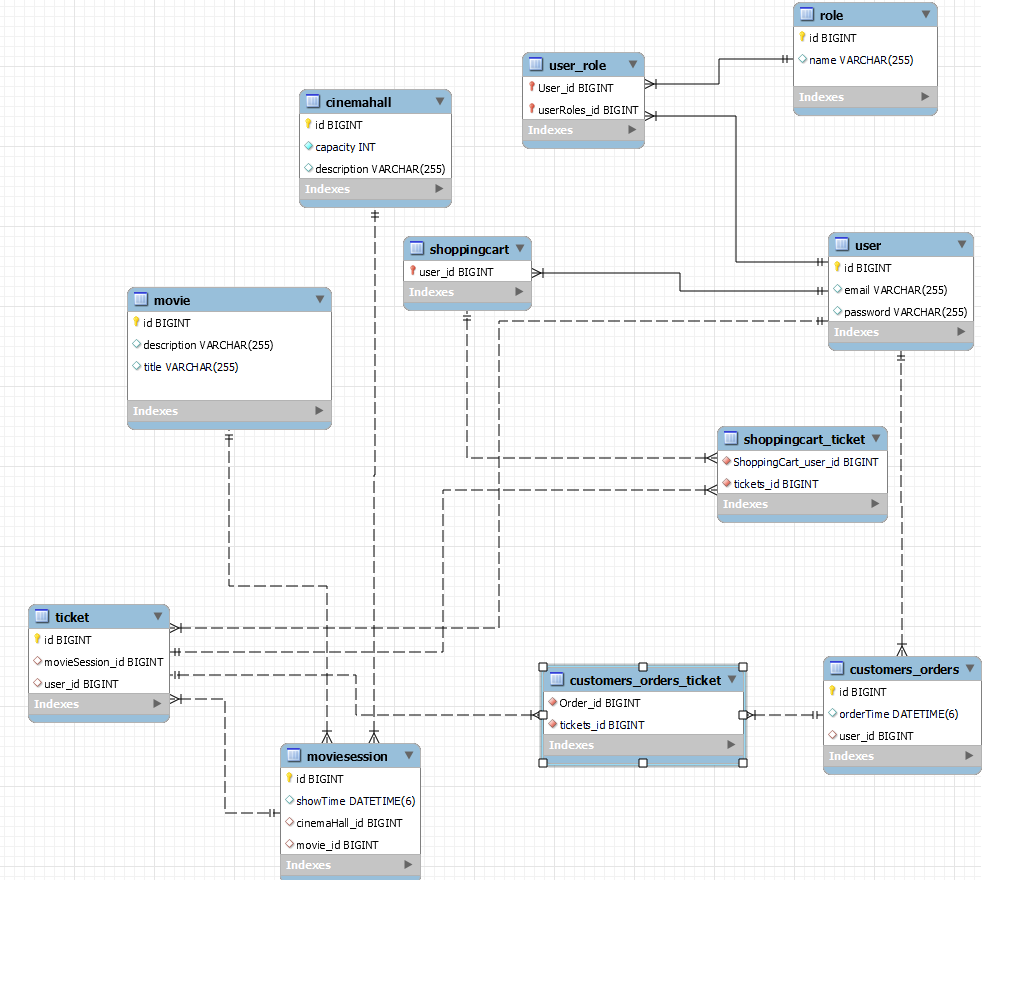 role
id BIGINT
name VARCHAR(255)
Indexes
user_role
User_id BIGINT
userRoles_id BIGINT
Indexes
cinemahall
id BIGINT
capacity INT
description VARCHAR(255)
Indexes
shoppingcart
user_id BIGINT
Indexes
user
id BIGINT
email VARCHAR(255)
password VARCHAR(255)
Indexes
movie
id BIGINT
description VARCHAR(255)
title VARCHAR(255)
Indexes
shoppingcart_ticket
ShoppingCart_user_id BIGINT
tickets_id BIGINT
Indexes
ticket
id BIGINT
movieSession_id BIGINT
user_id BIGINT
Indexes
customers_orders_ticket
Order_id BIGINT
tickets_id BIGINT
Indexes
customers_orders
id BIGINT
orderTime DATETIME(6)
user_id BIGINT
Indexes
moviesession
id BIGINT
showTime DATETIME(6)
cinemaHall_id BIGINT
movie_id BIGINT
Indexes